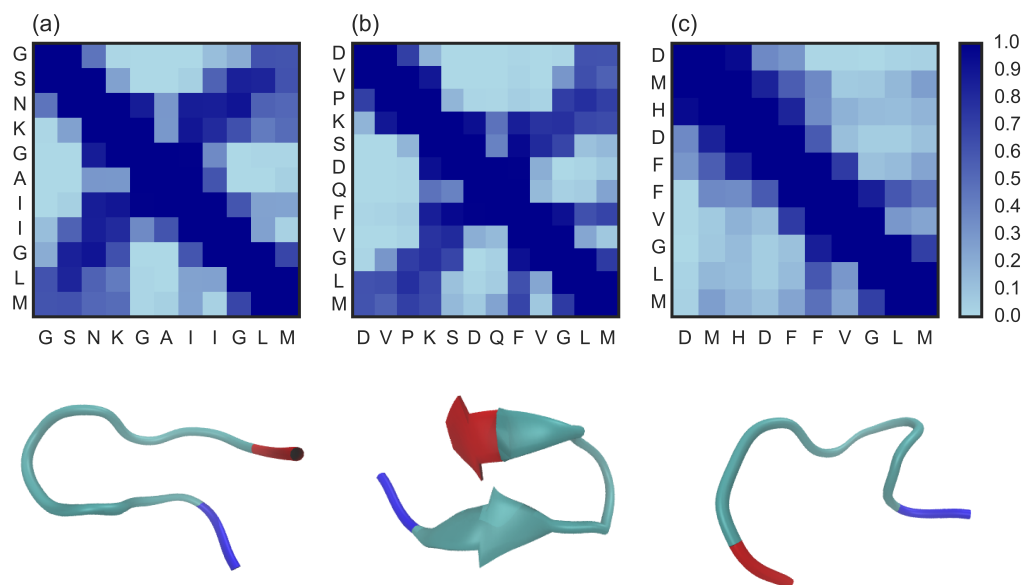 (a)
(b)
(c)
G
S
N
K
G
A
I
I
G
L
M
G S N K G A I I G L M
D
V
P
K
S
D
Q
F
V
G
L
M
D V P K S D Q F V G L M
D
M
H
D
F
F
V
G
L
M
D M H D F F V G L M
1.0
0.9
0.8
0.7
0.6
0.5
0.4
0.3
0.2
0.1
0.0